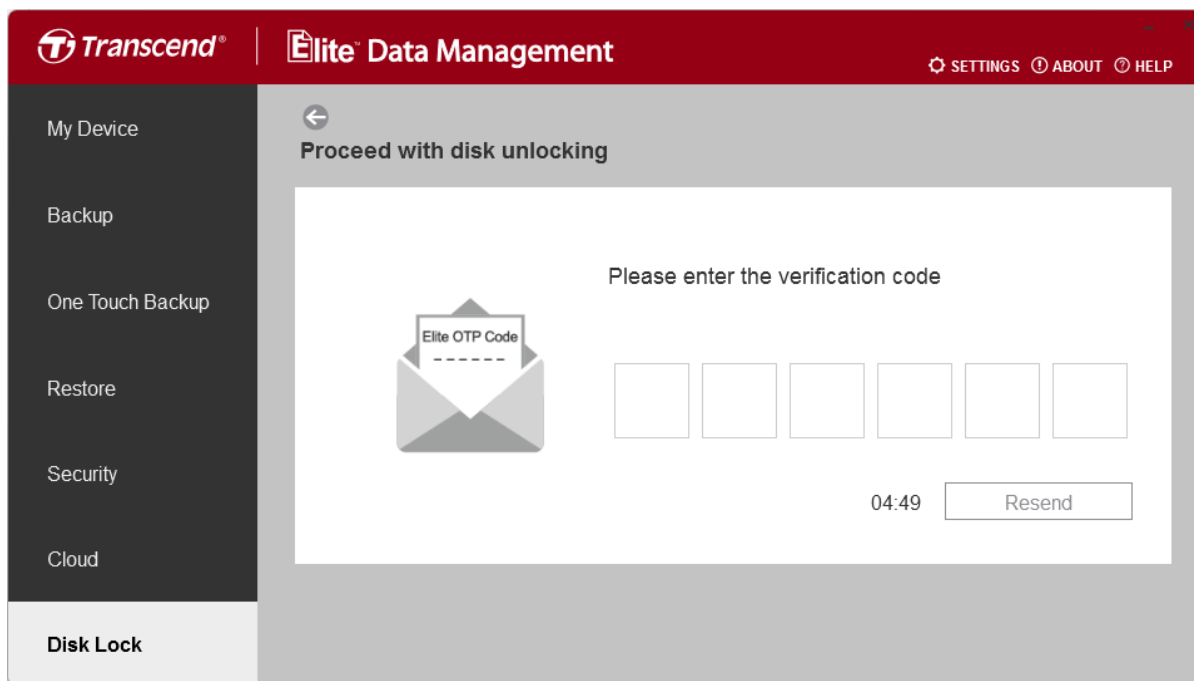 Transcend®
Elite™ Data Management
SETTINGS ABOUT HELP
My Device
Backup
One Touch Backup
Restore
Security
Cloud
Disk Lock
Proceed with disk unlocking
Please enter the verification code
Elite OTP Code
04:49 Resend